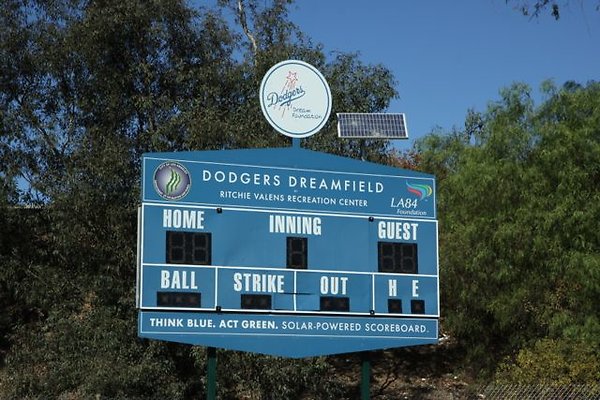 Dodgers
Dream
Foundation
DODGERS DREAMFIELD
RITCHIE VALENS RECREATION CENTER
LA84
Foundation
HOME INNING GUEST
BALL STRIKE OUT H E
THINK BLUE. ACT GREEN. SOLAR-POWERED SCOREBOARD.